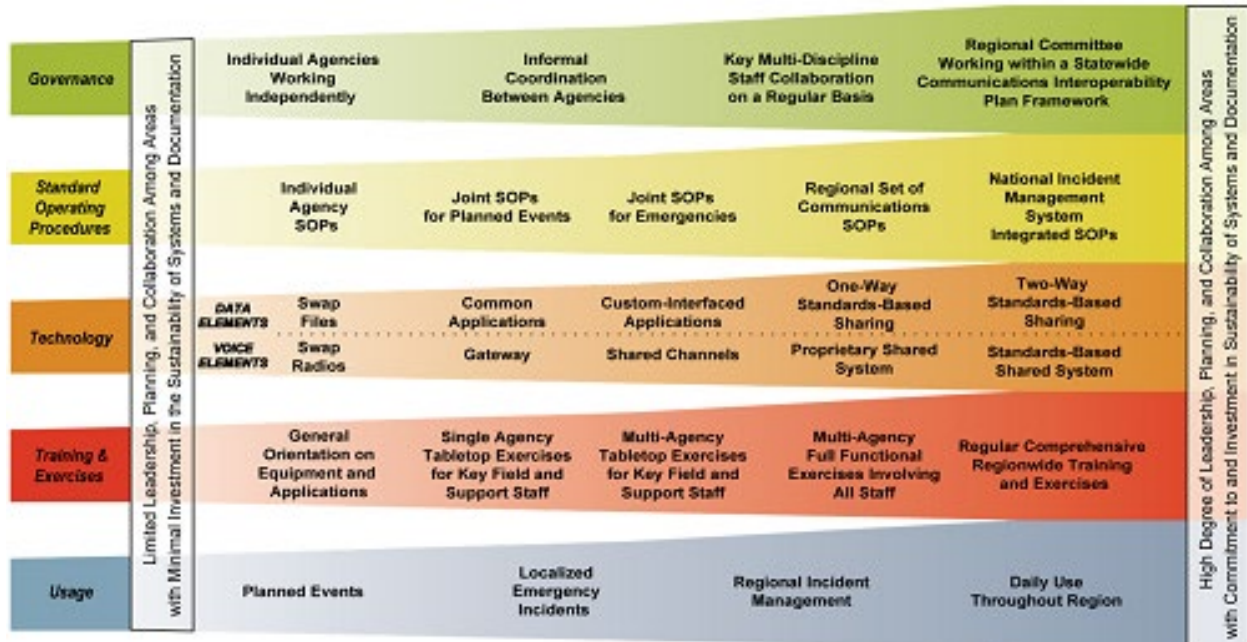 Governance
Limited Leadership, Planning, and Collaboration Among Areas
with Minimal Investment in the Sustainability of Systems and Documentation
Individual Agencies
Working
Independently
Informal
Coordination
Between Agencies
Key Multi-Discipline
Staff Collaboration
on a Regular Basis
Regional Committee
Working within a Statewide
Communications Interoperability
Plan Framework
High Degree of Leadership, Planning, and Collaboration Among Areas
with Commitment to and Investment in Sustainability of Systems and Documentation
Standard
Operating
Procedures
Individual
Agency
SOPs
Joint SOPs
for Planned Events
Joint SOPs
for Emergencies
Regional Set of
Communications
SOPs
National Incident
Management
System
Integrated SOPs
Technology
DATA
ELEMENTS
Swap
Files
Common
Applications
Custom-Interfaced
Applications
One-Way
Standards-Based
Sharing
Two-Way
Standards-Based
Sharing
VOICE
ELEMENTS
Swap
Radios
Gateway
Shared Channels
Proprietary Shared
System
Standards-Based
Shared System
Training &
Exercises
General
Orientation on
Equipment and
Applications
Single Agency
Tabletop Exercises
for Key Field and
Support Staff
Multi-Agency
Tabletop Exercises
for Key Field and
Support Staff
Multi-Agency
Full Functional
Exercises Involving
All Staff
Regular Comprehensive
Regionwide Training
and Exercises
Usage
Planned Events
Localized
Emergency
Incidents
Regional Incident
Management
Daily Use
Throughout Region